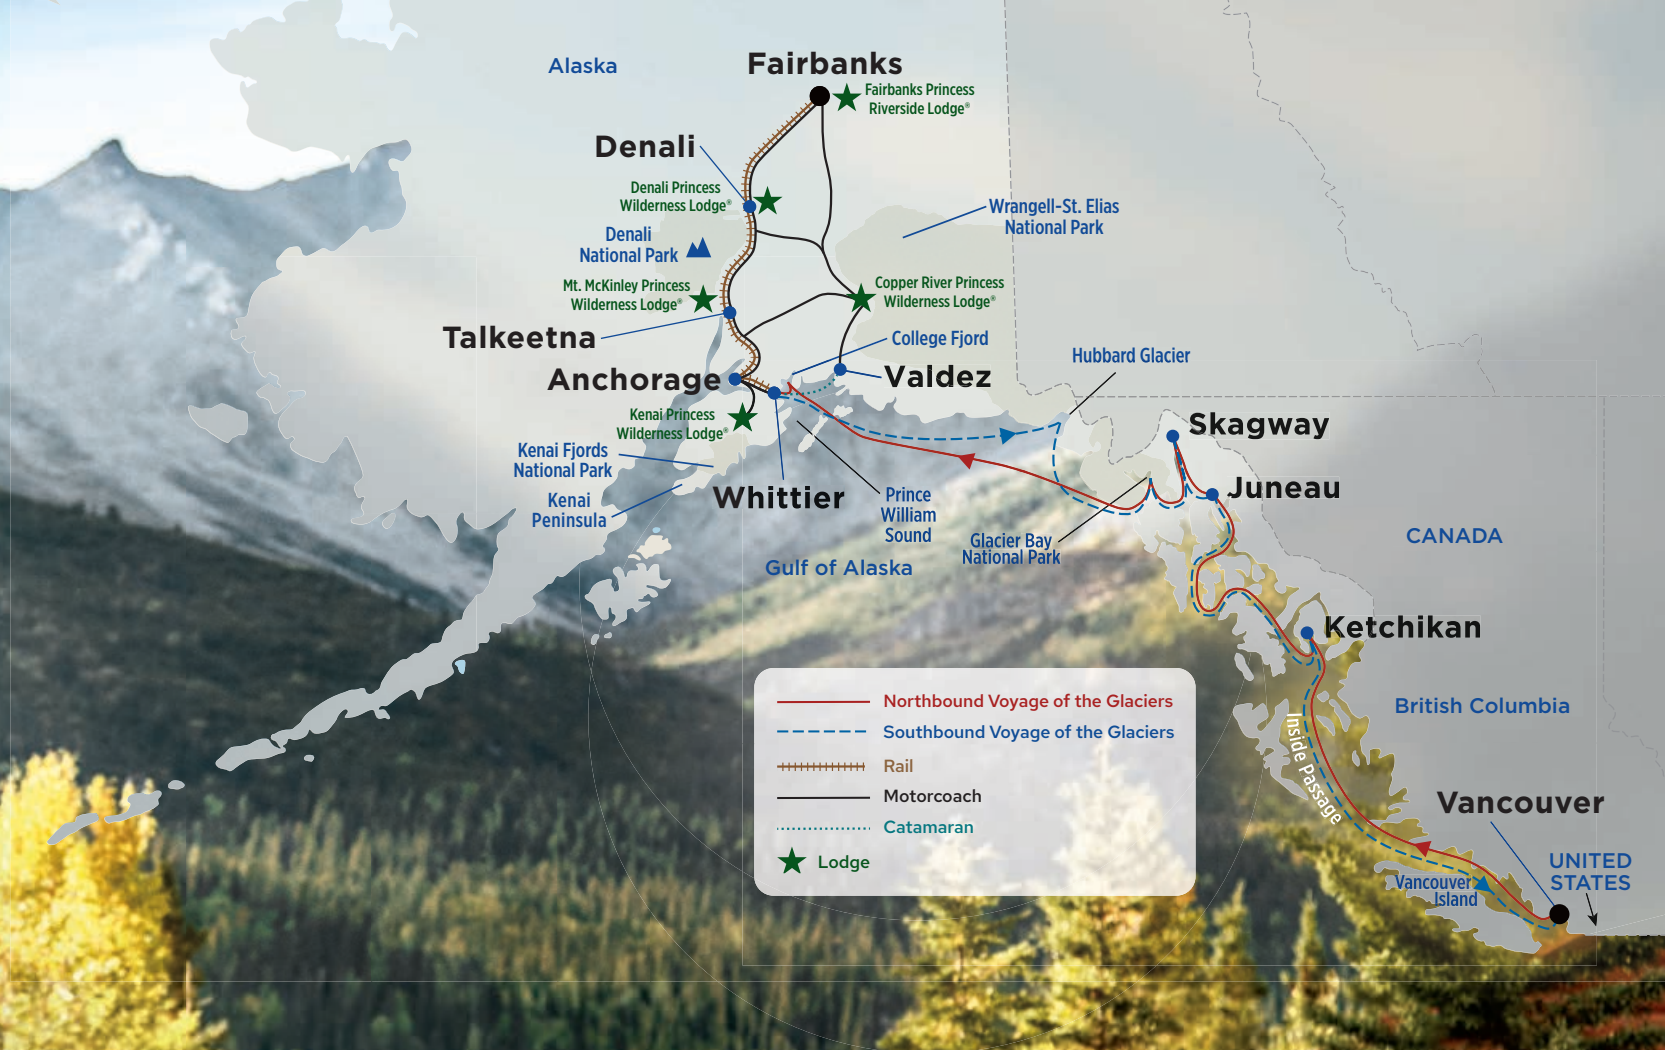 Alaska
Fairbanks
Fairbanks Princess
Riverside Lodge®
Denali
Denali Princess
Wilderness Lodge®
Denali
National Park
Wrangell-St. Elias
National Park
Mt. McKinley Princess
Wilderness Lodge®
Copper River Princess
Wilderness Lodge®
Talkeetna
College Fjord
Hubbard Glacier
Anchorage
Valdez
Kenai Princess
Wilderness Lodge®
Skagway
Kenai Fjords
National Park
Whittier
Juneau
Kenai
Peninsula
Prince
William
Sound
Glacier Bay
National Park
Gulf of Alaska
CANADA
Ketchikan
British Columbia
Inside Passage
Northbound Voyage of the Glaciers
Southbound Voyage of the Glaciers
Rail
Motorcoach
Catamaran
Lodge
Vancouver
UNITED
STATES
Vancouver
Island